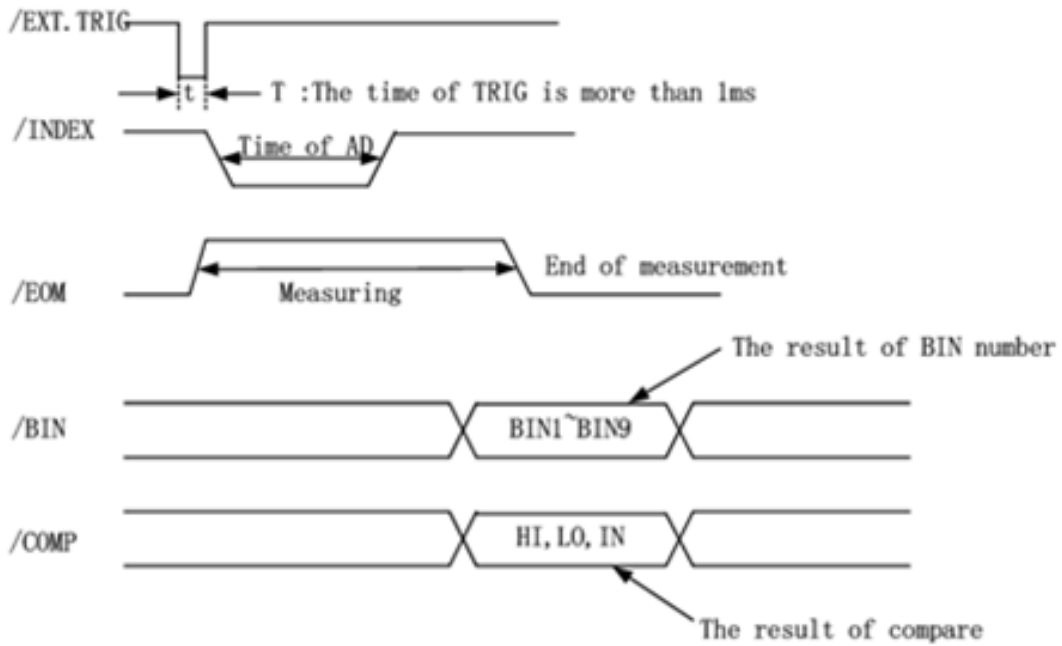 /EXT.TRIG
t
T :The time of TRIG is more than 1ms
/INDEX
Time of AD
/EOM
Measuring
End of measurement
The result of BIN number
/BIN
BIN1~BIN9
/COMP
HI,LO,IN
The result of compare